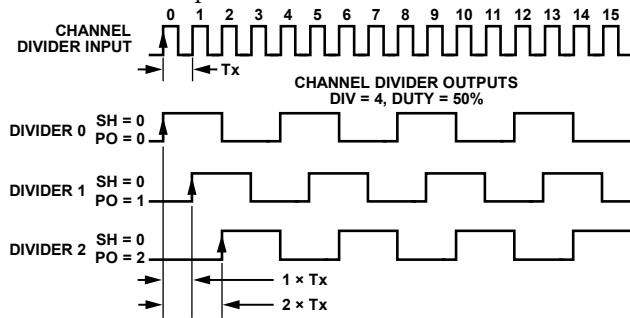 0 1 2 3 4 5 6 7 8 9 10 11 12 13 14 15
CHANNEL
DIVIDER INPUT
Tx
CHANNEL DIVIDER OUTPUTS
DIV = 4, DUTY = 50%
DIVIDER 0
SH = 0
PO = 0
DIVIDER 1
SH = 0
PO = 1
DIVIDER 2
SH = 0
PO = 2
1 × Tx
2 × Tx